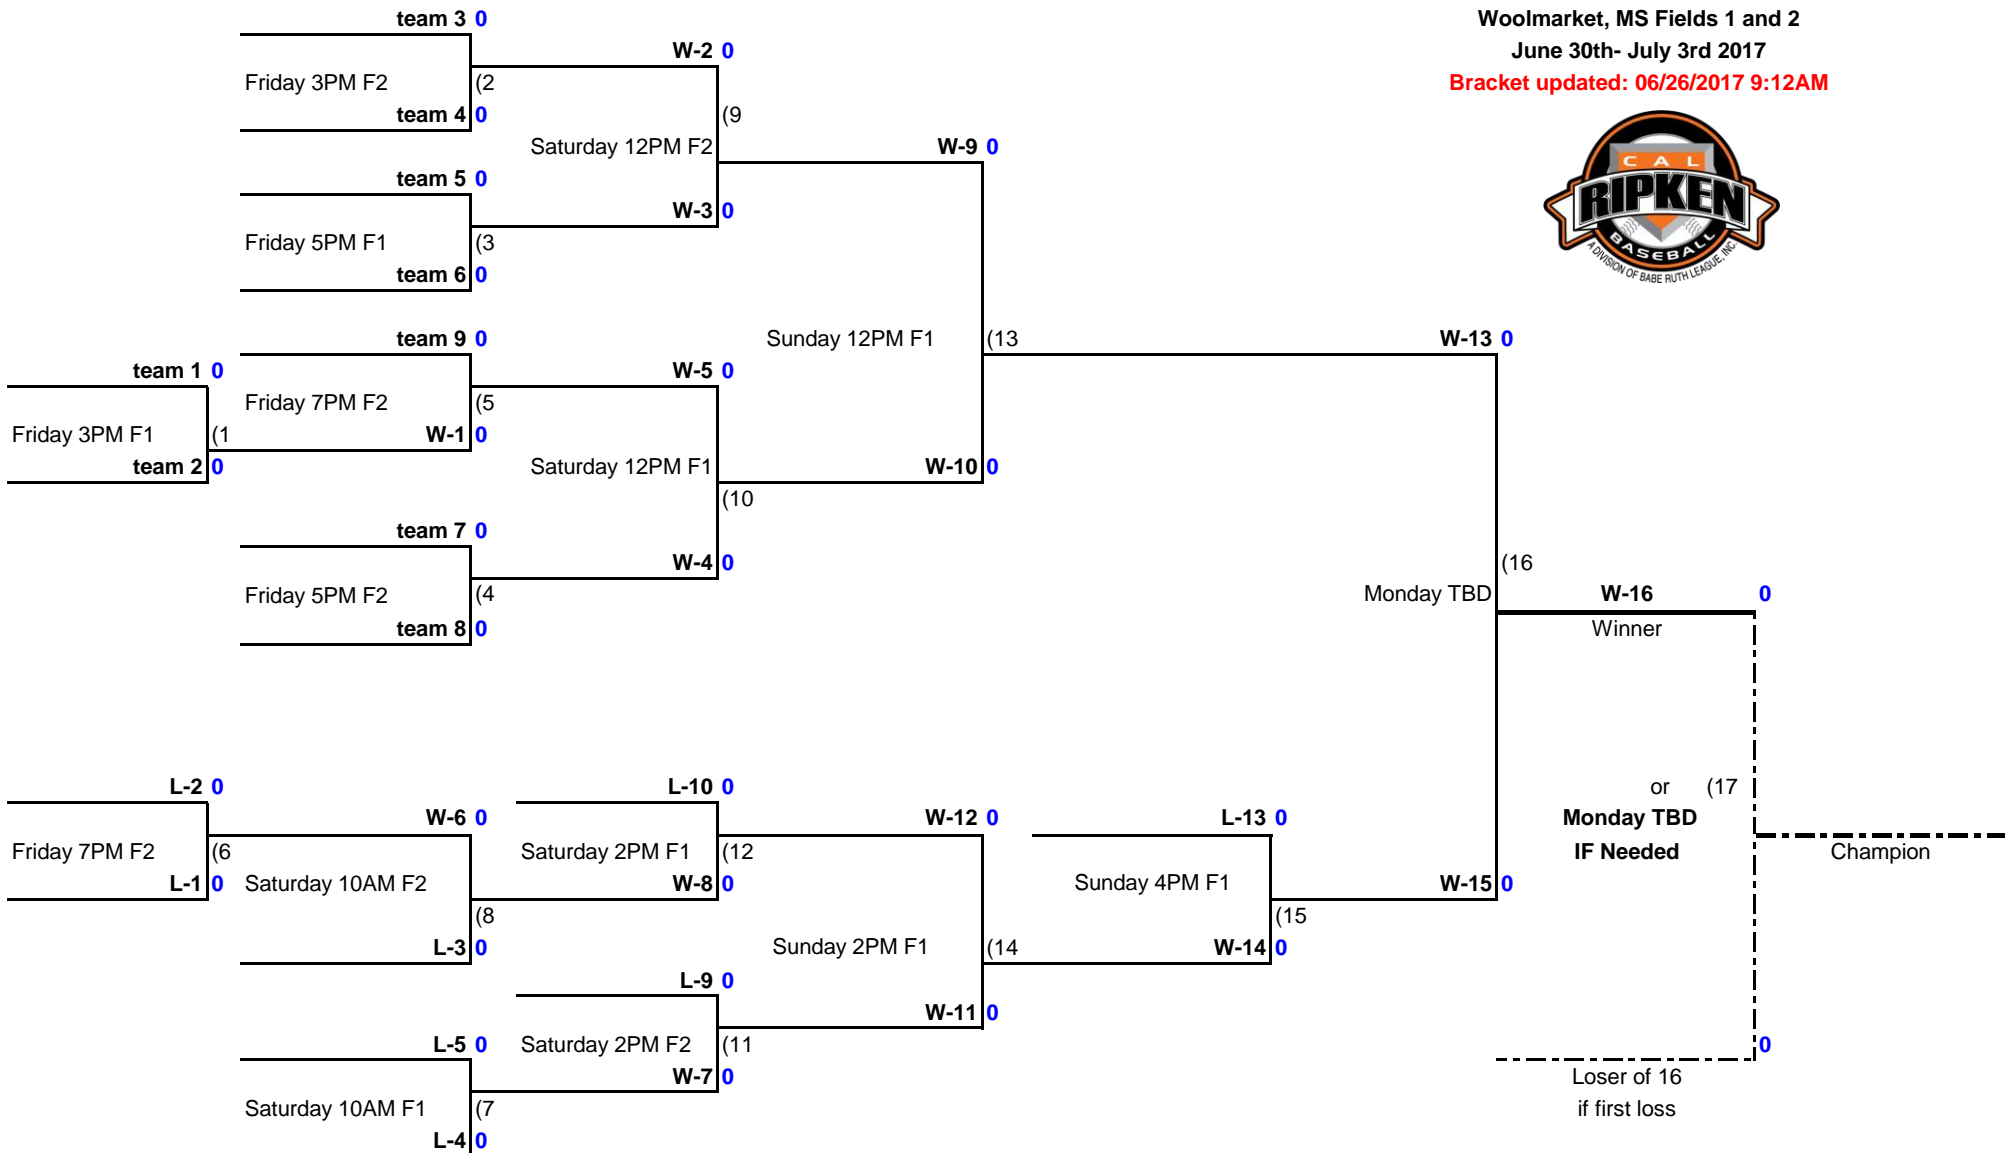 team 3 0
Woolmarket, MS Fields 1 and 2
W-2 0
June 30th- July 3rd 2017
Friday 3PM F2 (2
Bracket updated: 06/26/2017 9:12AM
team 4 0
(9
Saturday 12PM F2
W-9 0
CAL
RIPKEN
BASEBALL
A DIVISION OF BABE RUTH LEAGUE, INC.
team 5 0
W-3 0
Friday 5PM F1 (3
team 6 0
team 9 0
Sunday 12PM F1 (13
W-13 0
team 1 0
W-5 0
Friday 7PM F2 (5
Friday 3PM F1 (1
W-1 0
team 2 0
Saturday 12PM F1
W-10 0
(10
team 7 0
W-4 0
(16
Friday 5PM F2 (4
Monday TBD
W-16 0
team 8 0
Winner
L-2 0
L-10 0
or (17
W-6 0
W-12 0
L-13 0
Monday TBD
Friday 7PM F2 (6
Saturday 2PM F1 (12
IF Needed
Champion
L-1 0
Saturday 10AM F2
W-8 0
Sunday 4PM F1
W-15 0
(8
(15
L-3 0
Sunday 2PM F1 (14
W-14 0
L-9 0
W-11 0
L-5 0
Saturday 2PM F2 (11
0
W-7 0
Loser of 16
Saturday 10AM F1 (7
if first loss
L-4 0